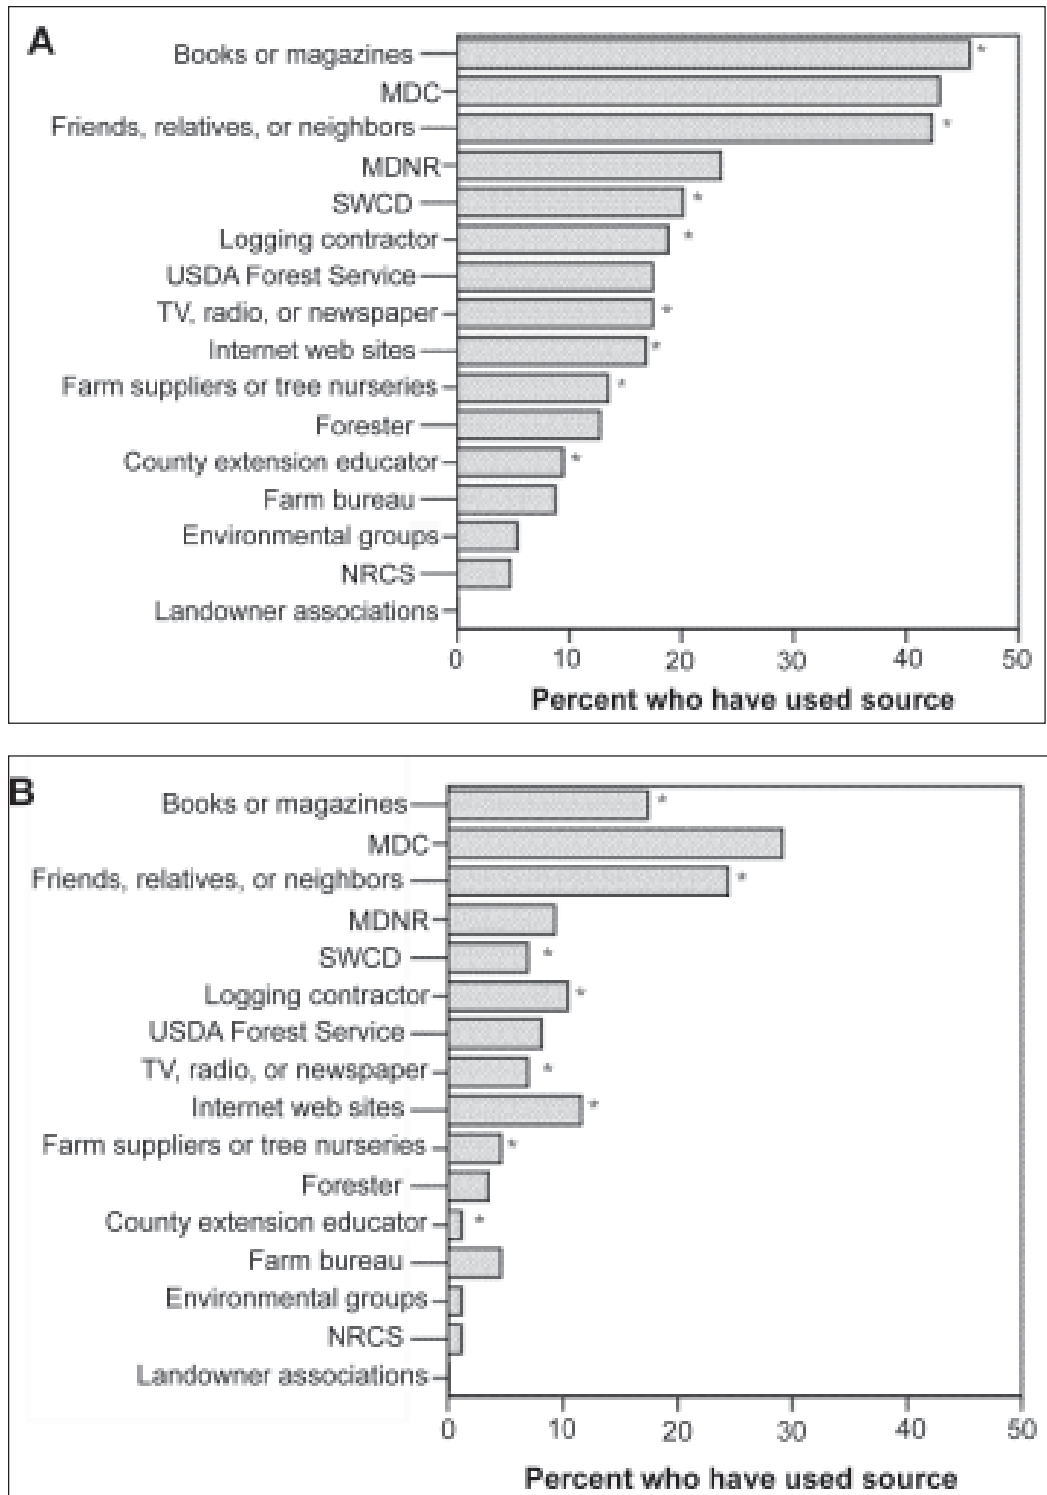 A
Books or magazines *
MDC
Friends, relatives, or neighbors *
MDNR
SWCD *
Logging contractor *
USDA Forest Service
TV, radio, or newspaper *
Internet web sites *
Farm suppliers or tree nurseries *
Forester
County extension educator *
Farm bureau
Environmental groups
NRCS
Landowner associations
0 10 20 30 40 50
Percent who have used source
B
Books or magazines *
MDC
Friends, relatives, or neighbors *
MDNR
SWCD *
Logging contractor *
USDA Forest Service
TV, radio, or newspaper *
Internet web sites *
Farm suppliers or tree nurseries *
Forester
County extension educator *
Farm bureau
Environmental groups
NRCS
Landowner associations
0 10 20 30 40 50
Percent who have used source